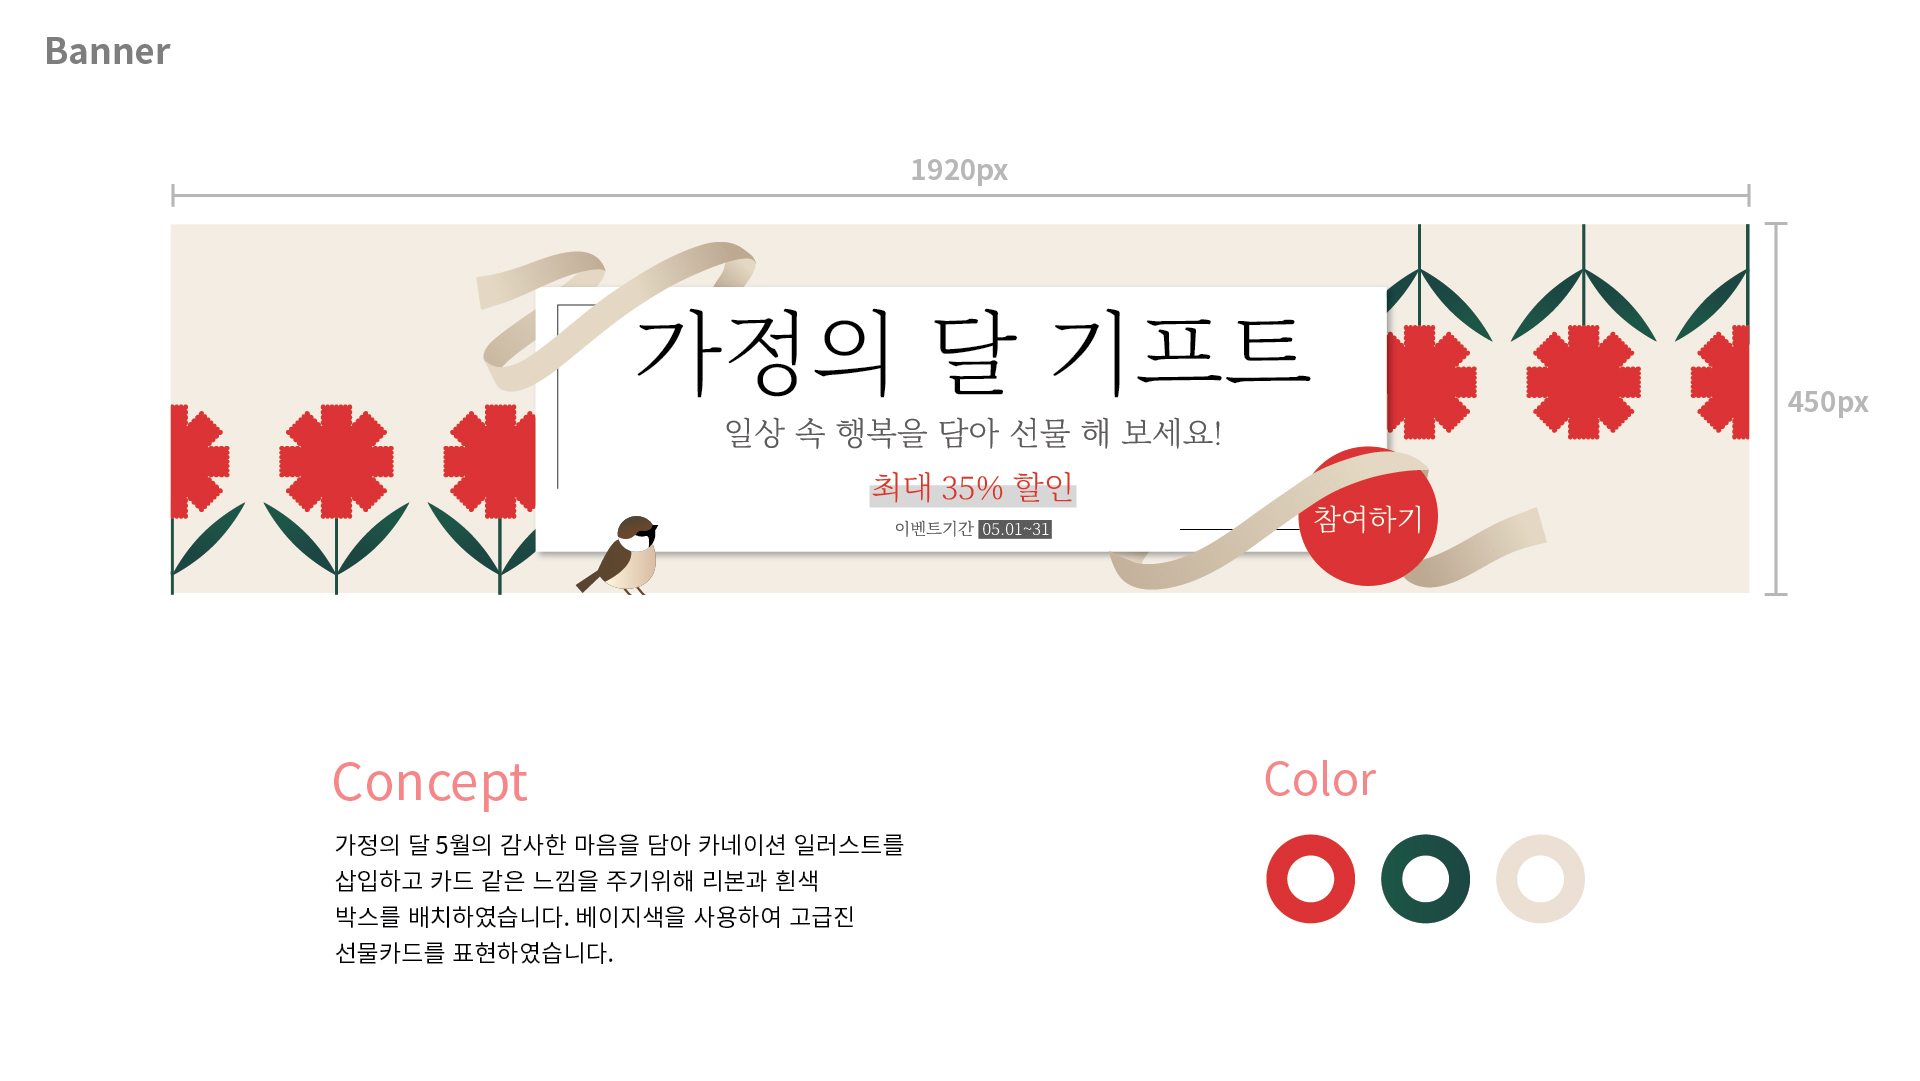 Banner
1920px
450px
가정의 달 기프트
일상 속 행복을 담아 선물 해 보세요!
최대 35% 할인
이벤트기간 05.01~31
참여하기
Concept
가정의 달 5월의 감사한 마음을 담아 카네이션 일러스트를
삽입하고 카드 같은 느낌을 주기위해 리본과 흰색
박스를 배치하였습니다. 베이지색을 사용하여 고급진
선물카드를 표현하였습니다.
Color